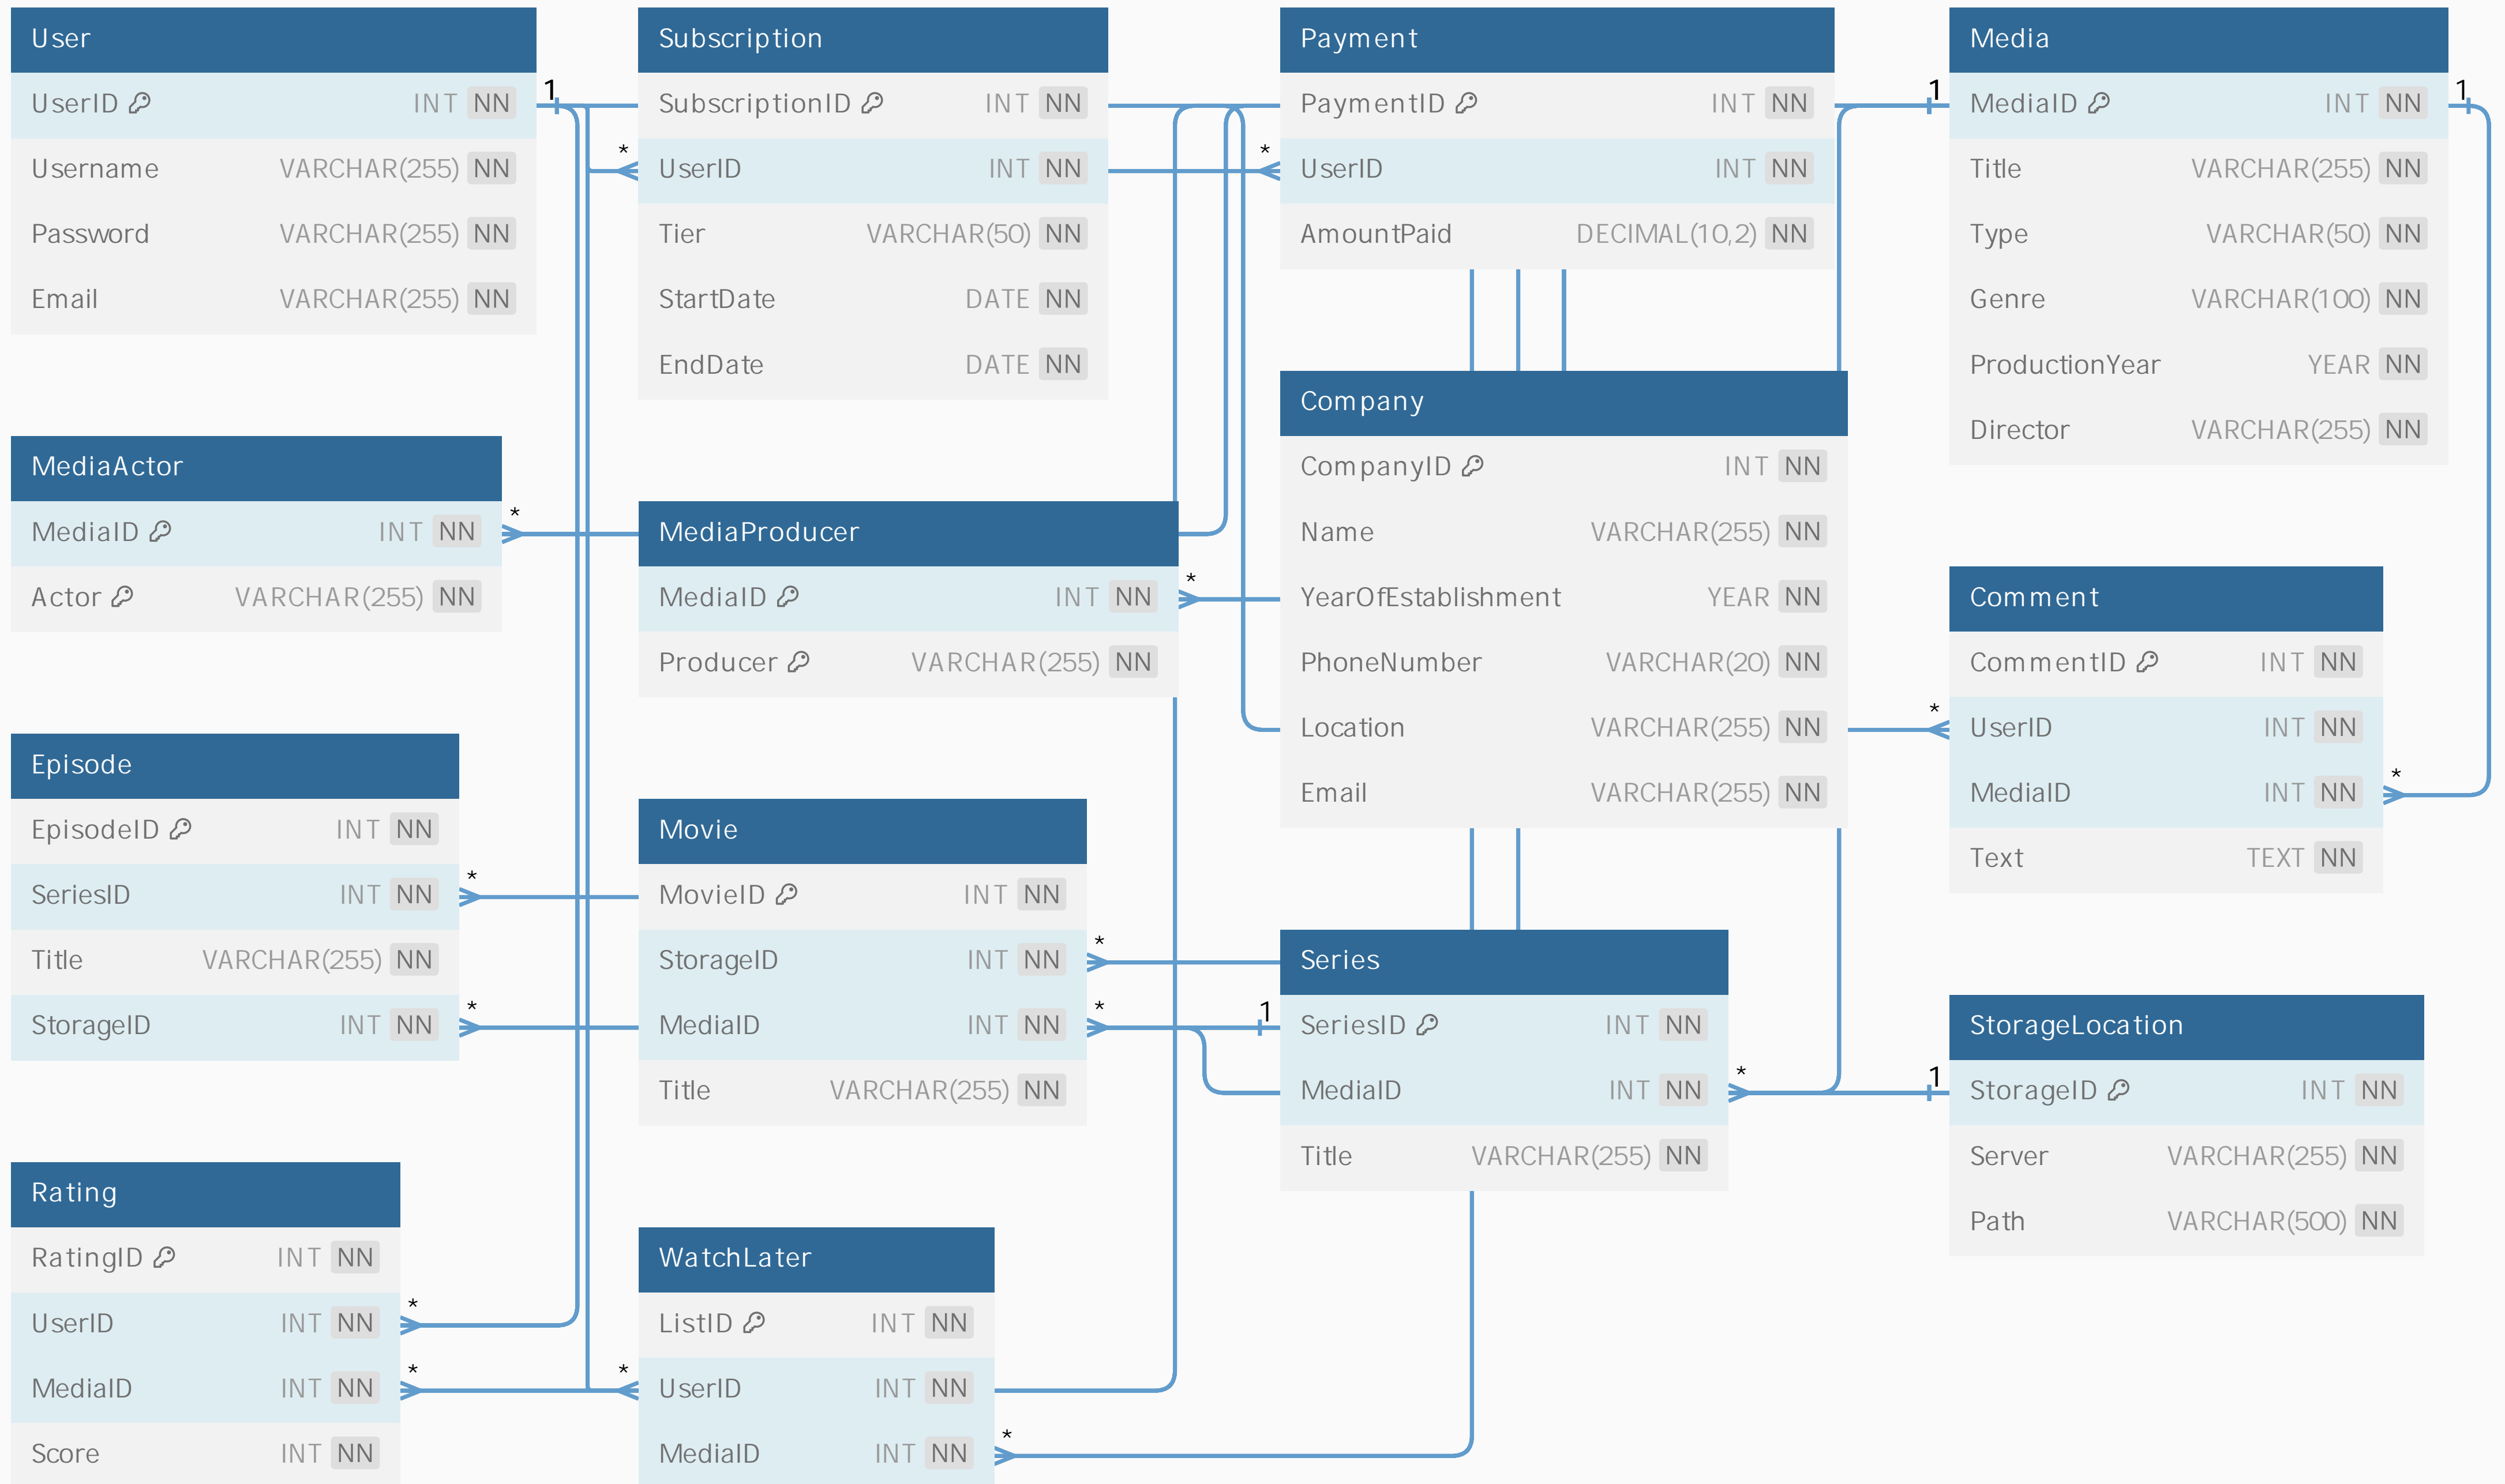 User
UserID INT NN
Username VARCHAR(255) NN
Password VARCHAR(255) NN
Email VARCHAR(255) NN
1
Subscription
SubscriptionID INT NN
* UserID INT NN
Tier VARCHAR(50) NN
StartDate DATE NN
EndDate DATE NN
Payment
PaymentID INT NN
* UserID INT NN
AmountPaid DECIMAL(10,2) NN
Media
1 MediaID INT NN 1
Title VARCHAR(255) NN
Type VARCHAR(50) NN
Genre VARCHAR(100) NN
ProductionYear YEAR NN
Director VARCHAR(255) NN
MediaActor
MediaID INT NN *
Actor VARCHAR(255) NN
MediaProducer
MediaID INT NN *
Producer VARCHAR(255) NN
Company
CompanyID INT NN
Name VARCHAR(255) NN
YearOfEstablishment YEAR NN
PhoneNumber VARCHAR(20) NN
Location VARCHAR(255) NN
Email VARCHAR(255) NN
Comment
CommentID INT NN
* UserID INT NN
MediaID INT NN *
Text TEXT NN
Episode
EpisodeID INT NN
SeriesID INT NN *
Title VARCHAR(255) NN
StorageID INT NN *
Movie
MovieID INT NN
StorageID INT NN *
MediaID INT NN *
Title VARCHAR(255) NN
Series
1 SeriesID INT NN
MediaID INT NN *
Title VARCHAR(255) NN
StorageLocation
1 StorageID INT NN
Server VARCHAR(255) NN
Path VARCHAR(500) NN
Rating
RatingID INT NN
UserID INT NN *
MediaID INT NN *
Score INT NN
WatchLater
ListID INT NN
* UserID INT NN
MediaID INT NN *